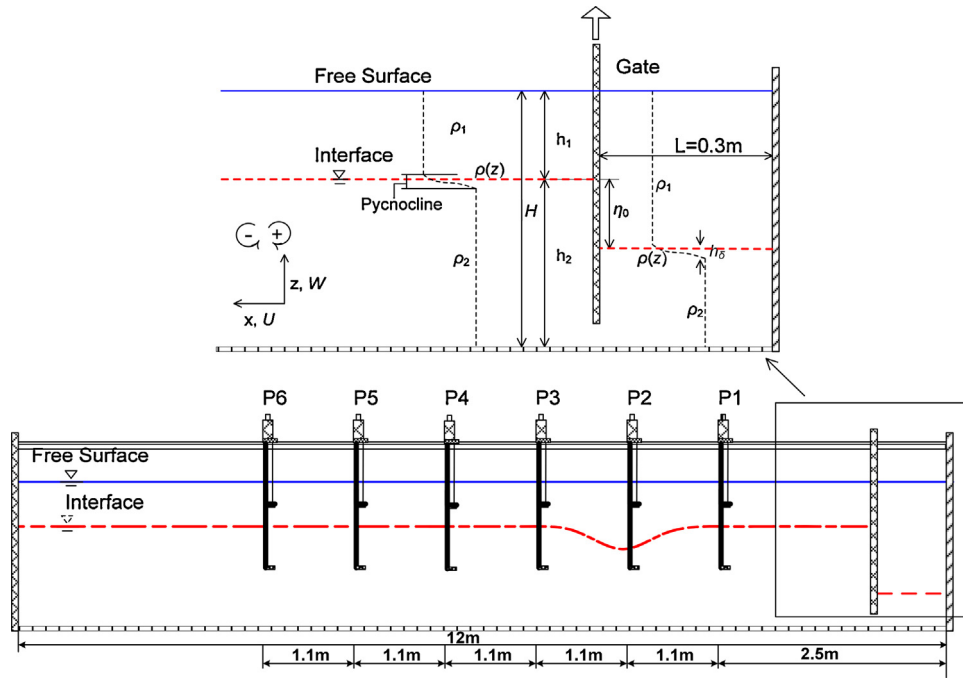 Free Surface
Gate
ρ₁
h₁
L=0.3m
Interface
ρ(z)
ρ₁
Pycnocline
H
η₀
- +
ρ₂
h₂
ρ(z)
h_δ
z, W
ρ₂
x, U
P6 P5 P4 P3 P2 P1
Free Surface
Interface
12m
1.1m 1.1m 1.1m 1.1m 1.1m 2.5m